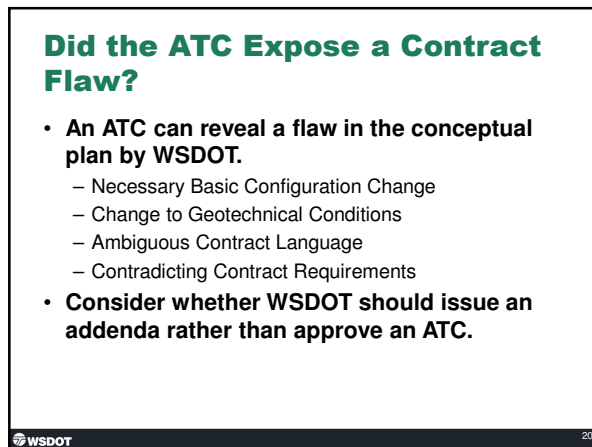 Did the ATC Expose a Contract
Flaw?
• An ATC can reveal a flaw in the conceptual
plan by WSDOT.
– Necessary Basic Configuration Change
– Change to Geotechnical Conditions
– Ambiguous Contract Language
– Contradicting Contract Requirements
• Consider whether WSDOT should issue an
addenda rather than approve an ATC.
WSDOT
20